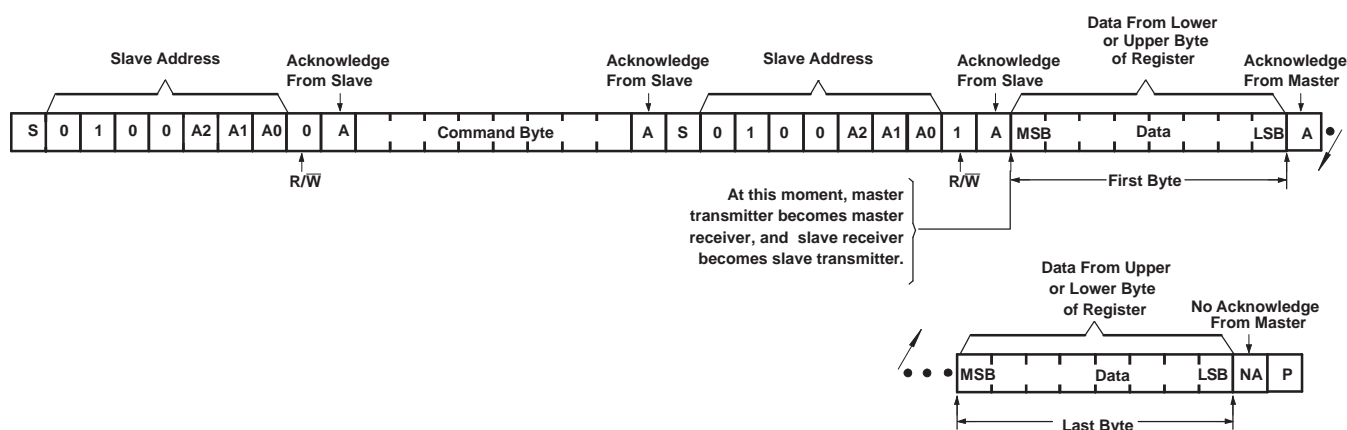 Slave Address
Acknowledge
From Slave
Acknowledge
From Slave
Slave Address
Acknowledge
From Slave
Data From Lower
or Upper Byte
of Register
Acknowledge
From Master
S 0 1 0 0 A2 A1 A0 0 A Command Byte A S 0 1 0 0 A2 A1 A0 1 A MSB Data LSB A
R/W̅
R/W̅
First Byte
At this moment, master
transmitter becomes master
receiver, and slave receiver
becomes slave transmitter.
Data From Upper
or Lower Byte
of Register
No Acknowledge
From Master
MSB Data LSB NA P
Last Byte